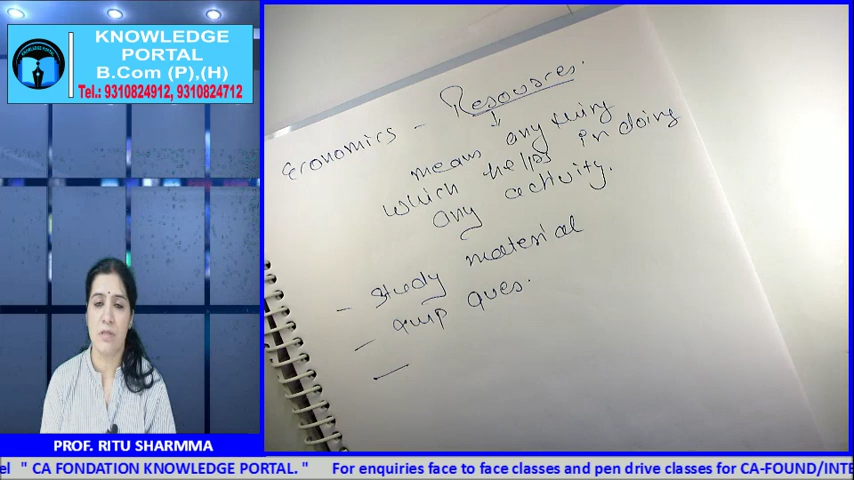 KNOWLEDGE
PORTAL
B.Com (P),(H)
Tel.: 9310824912, 9310824712
Economics - Resources.
means any thing
which helps in doing
any activity.
- Study material
- ques.
PROF. RITU SHARMMA
el " CA FONDATION KNOWLEDGE PORTAL. " For enquiries face to face classes and pen drive classes for CA-FOUND/INTE